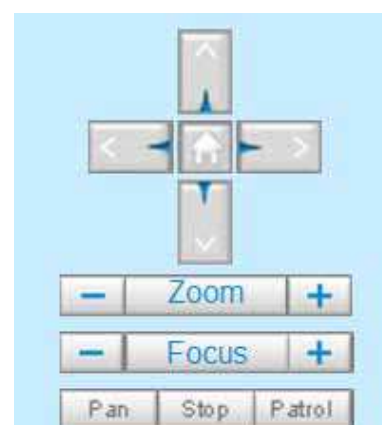 - Zoom +
- Focus +
Pan Stop Patrol